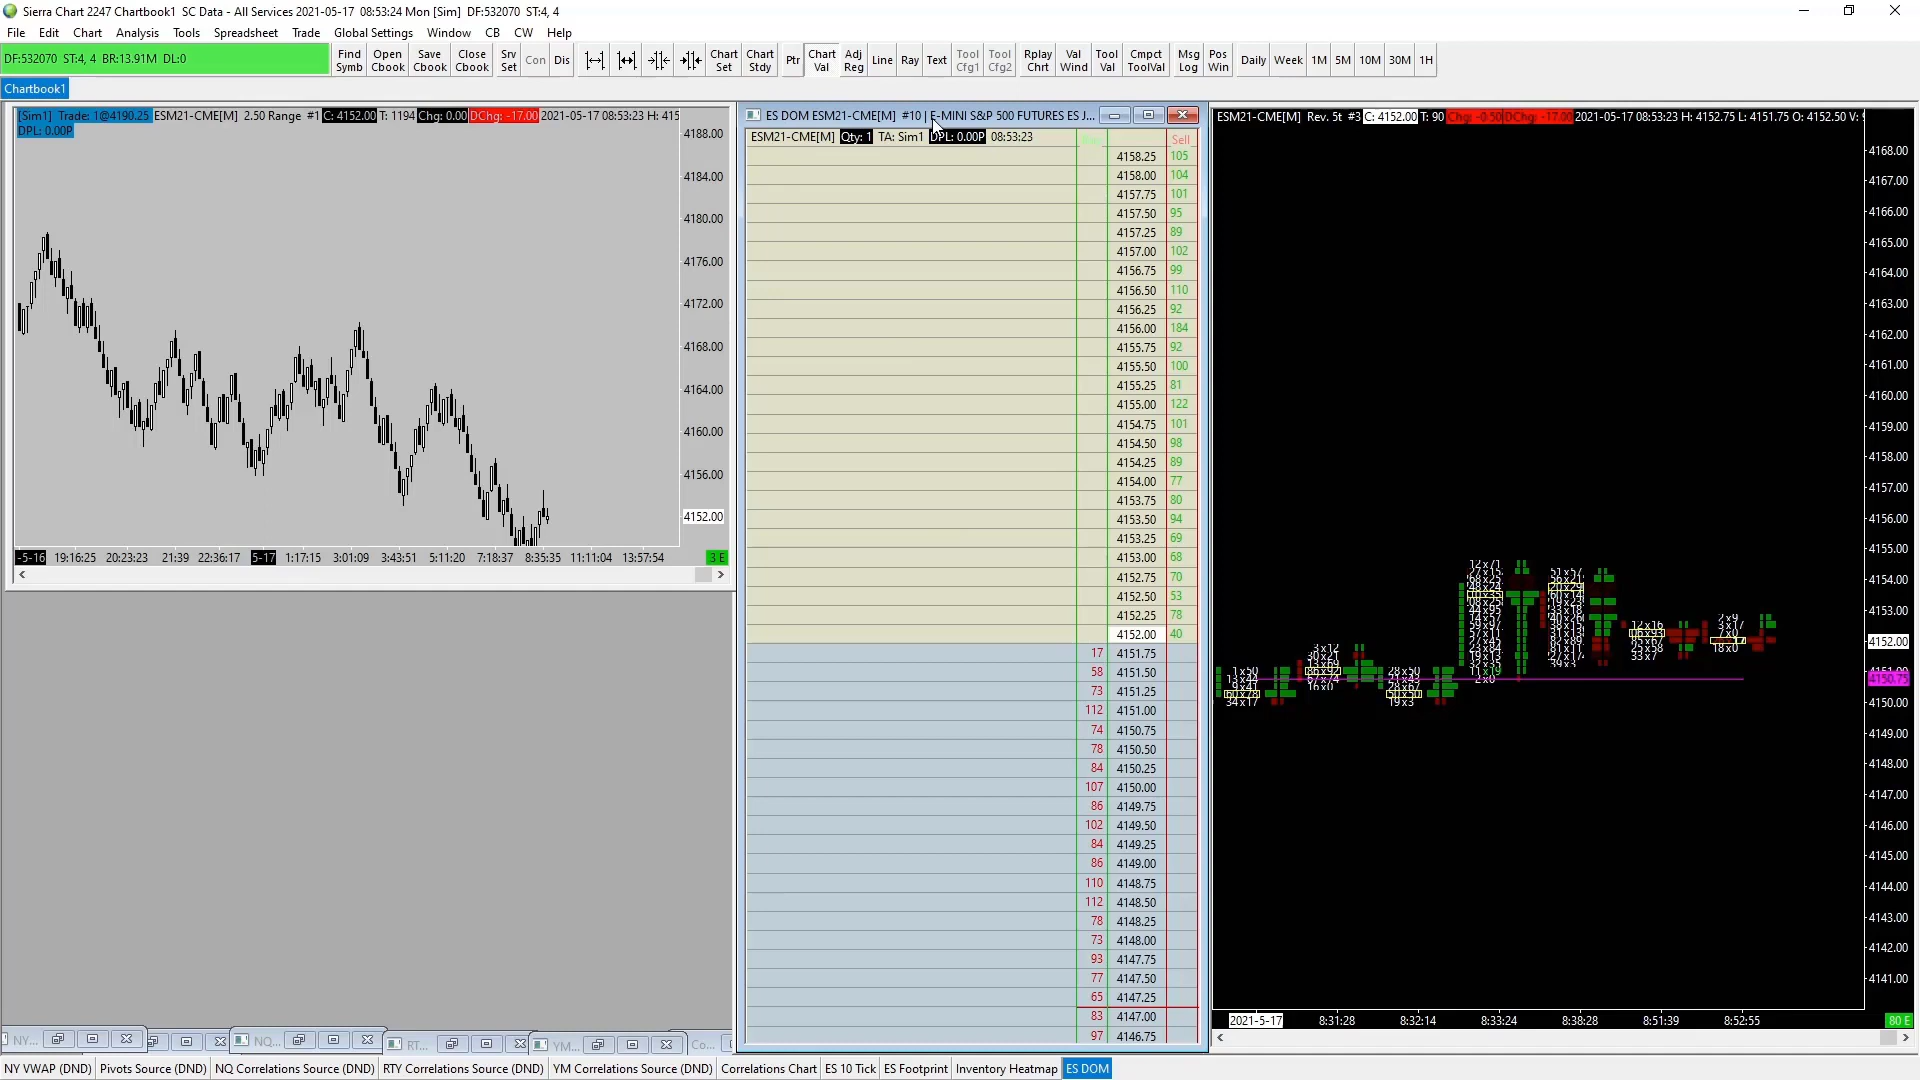 Sierra Chart 2247 Chartbook1  SC Data - All Services 2021-05-17  08:53:24 Mon [Sim]  DF:532070  ST:4, 4
File Edit Chart Analysis Tools Spreadsheet Trade Global Settings Window CB CW Help
DF:532070  ST:4, 4  BR:13.91M  DL:0
Find Symb Open Cbook Save Cbook Close Cbook Srv Set Con Dis Chart Set Chart Stdy Ptr Chart Val Adj Reg Line Ray Text Tool Cfg1 Tool Cfg2 Rplay Chrt Val Wind Tool Val Cmpct ToolVal Msg Log Pos Win Daily Week 1M 5M 10M 30M 1H
Chartbook1
[Sim1]  Trade: 1@4190.25 ESM21-CME[M]  2.50 Range  #1 C: 4152.00 T: 1194 Chg: 0.00 DChg: -17.00 2021-05-17 08:53:23 H: 415
DPL: 0.00P
4188.00
4184.00
4180.00
4176.00
4172.00
4168.00
4164.00
4160.00
4156.00
4152.00
-5-16 19:16:25 20:23:23 21:39 22:36:17 5-17 1:17:15 3:01:09 3:43:51 5:11:20 7:18:37 8:35:35 11:11:04 13:57:54 3 E
ES DOM ESM21-CME[M]  #10 | E-MINI S&P 500 FUTURES ES J...
ESM21-CME[M] Qty: 1 TA: Sim1 DPL: 0.00P 08:53:23
Sell
4158.25 105
4158.00 104
4157.75 101
4157.50 95
4157.25 89
4157.00 102
4156.75 99
4156.50 110
4156.25 92
4156.00 184
4155.75 92
4155.50 100
4155.25 81
4155.00 122
4154.75 101
4154.50 98
4154.25 89
4154.00 77
4153.75 80
4153.50 94
4153.25 69
4153.00 68
4152.75 70
4152.50 53
4152.25 78
4152.00 40
17 4151.75
58 4151.50
73 4151.25
112 4151.00
74 4150.75
78 4150.50
84 4150.25
107 4150.00
86 4149.75
102 4149.50
84 4149.25
86 4149.00
110 4148.75
112 4148.50
78 4148.25
73 4148.00
93 4147.75
77 4147.50
65 4147.25
83 4147.00
97 4146.75
ESM21-CME[M]  Rev. 5t  #3 C: 4152.00 T: 90 Chg: -0.50 DChg: -17.00 2021-05-17 08:53:23 H: 4152.75 L: 4151.75 O: 4152.50 V:
4168.00
4167.00
4166.00
4165.00
4164.00
4163.00
4162.00
4161.00
4160.00
4159.00
4158.00
4157.00
4156.00
4155.00
4154.00
4153.00
4152.00
4150.75
4150.00
4149.00
4148.00
4147.00
4146.00
4145.00
4144.00
4143.00
4142.00
4141.00
1x50
34x17
3x12
16x0
28x50
19x3
12x71
2x0
51x57
12x16
25x58
33x7
3x17
18x0
2021-5-17 8:31:28 8:32:14 8:33:24 8:38:28 8:51:39 8:52:55 80 E
NY... NQ... RT... YM... Co...
NY VWAP (DND) Pivots Source (DND) NQ Correlations Source (DND) RTY Correlations Source (DND) YM Correlations Source (DND) Correlations Chart ES 10 Tick ES Footprint Inventory Heatmap ES DOM